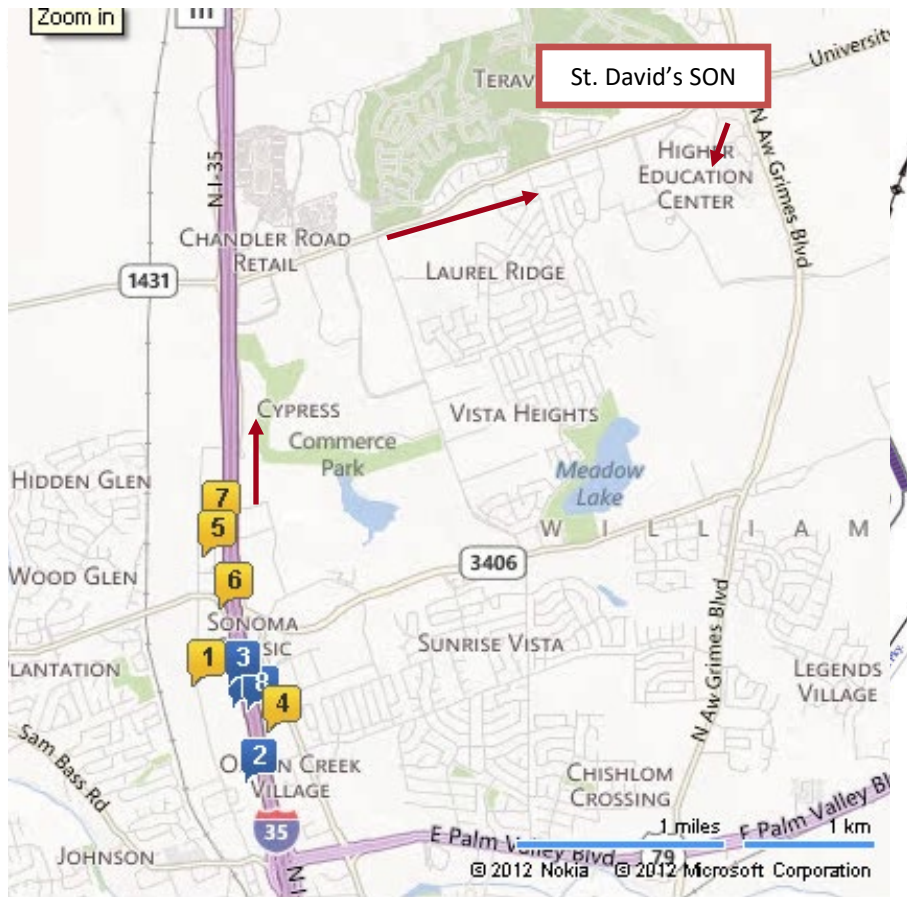 Zoom in
St. David's SON
N I-35
HIGHER
EDUCATION
CENTER
N Aw Grimes Blvd
CHANDLER ROAD
RETAIL
LAUREL RIDGE
1431
CYPRESS
Commerce
Park
VISTA HEIGHTS
Meadow
Lake
HIDDEN GLEN
7
5
W I L L I A M
3406
WOOD GLEN
6
SONOMA
1
3
8
4
SUNRISE VISTA
LEGENDS
VILLAGE
N Aw Grimes Blvd
Sam Bass Rd
2
CREEK
VILLAGE
CHISHLOM
CROSSING
35
JOHNSON
E Palm Valley Blvd
79
1 miles
1 km
© 2012 Nokia © 2012 Microsoft Corporation